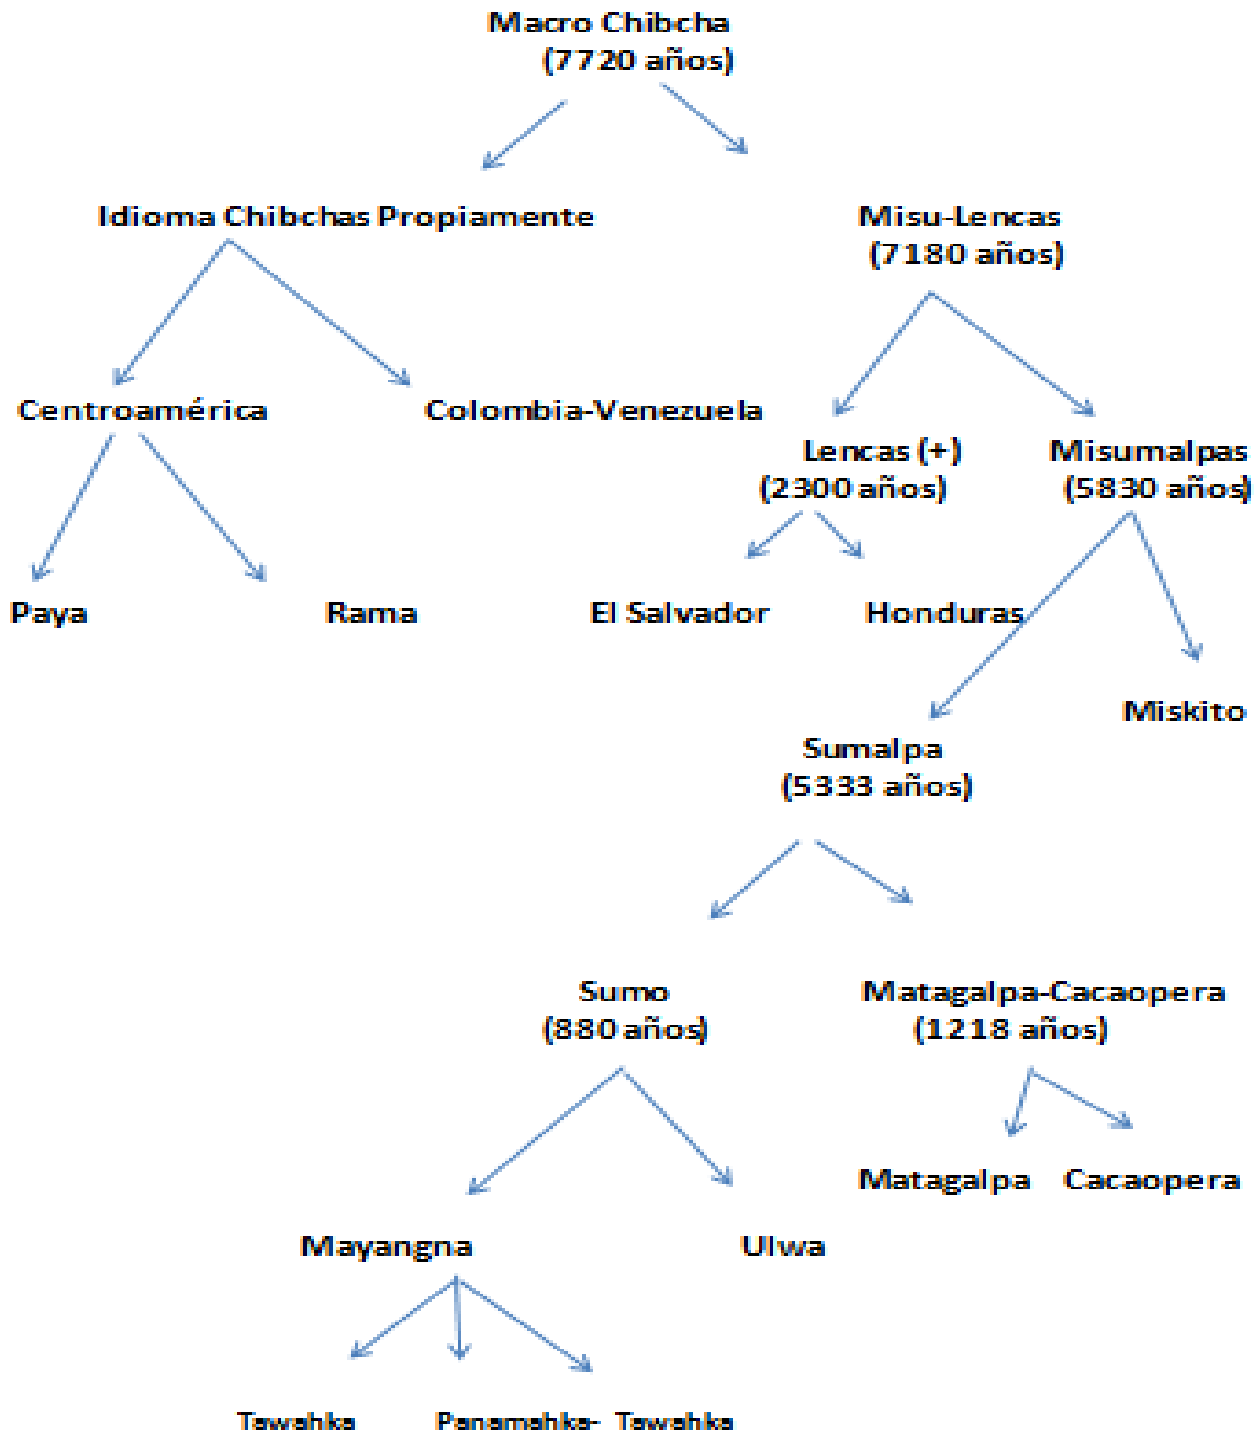 Macro Chibcha
(7720 años)
Idioma Chibchas Propiamente
Misu-Lencas
(7180 años)
Centroamérica
Colombia-Venezuela
Lencas (+)
(2300 años)
Misumalpas
(5830 años)
Paya
Rama
El Salvador
Honduras
Miskito
Sumalpa
(5333 años)
Sumo
(880 años)
Matagalpa-Cacaopera
(1218 años)
Matagalpa
Cacaopera
Mayangna
Ulwa
Tawahka
Panamahka-
Tawahka